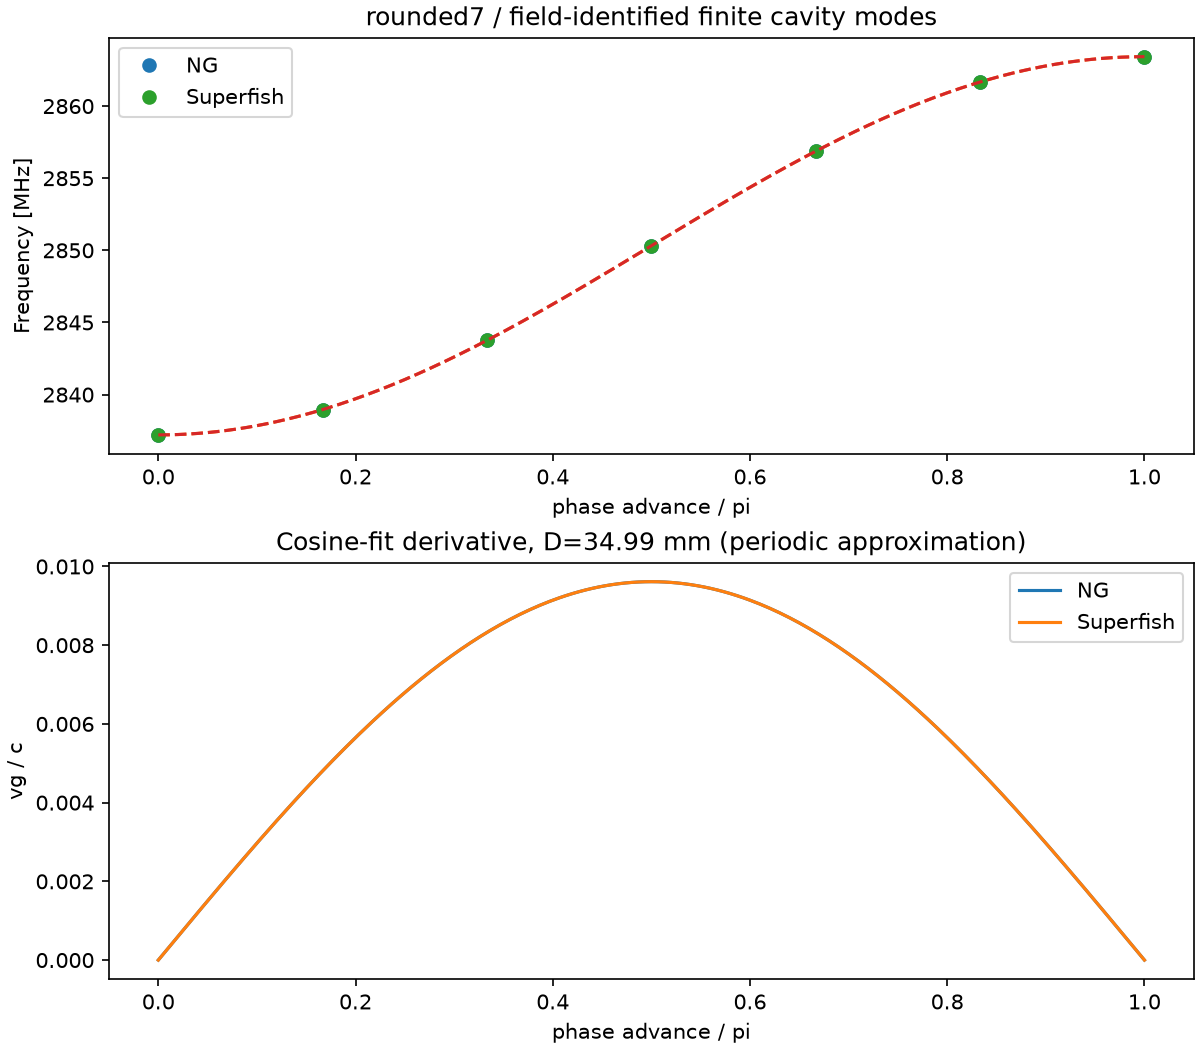 rounded7 / field-identified finite cavity modes
NG
Superfish
Frequency [MHz]
2860
2855
2850
2845
2840
0.0 0.2 0.4 0.6 0.8 1.0
phase advance / pi
Cosine-fit derivative, D=34.99 mm (periodic approximation)
NG
Superfish
vg / c
0.010
0.008
0.006
0.004
0.002
0.000
0.0 0.2 0.4 0.6 0.8 1.0
phase advance / pi